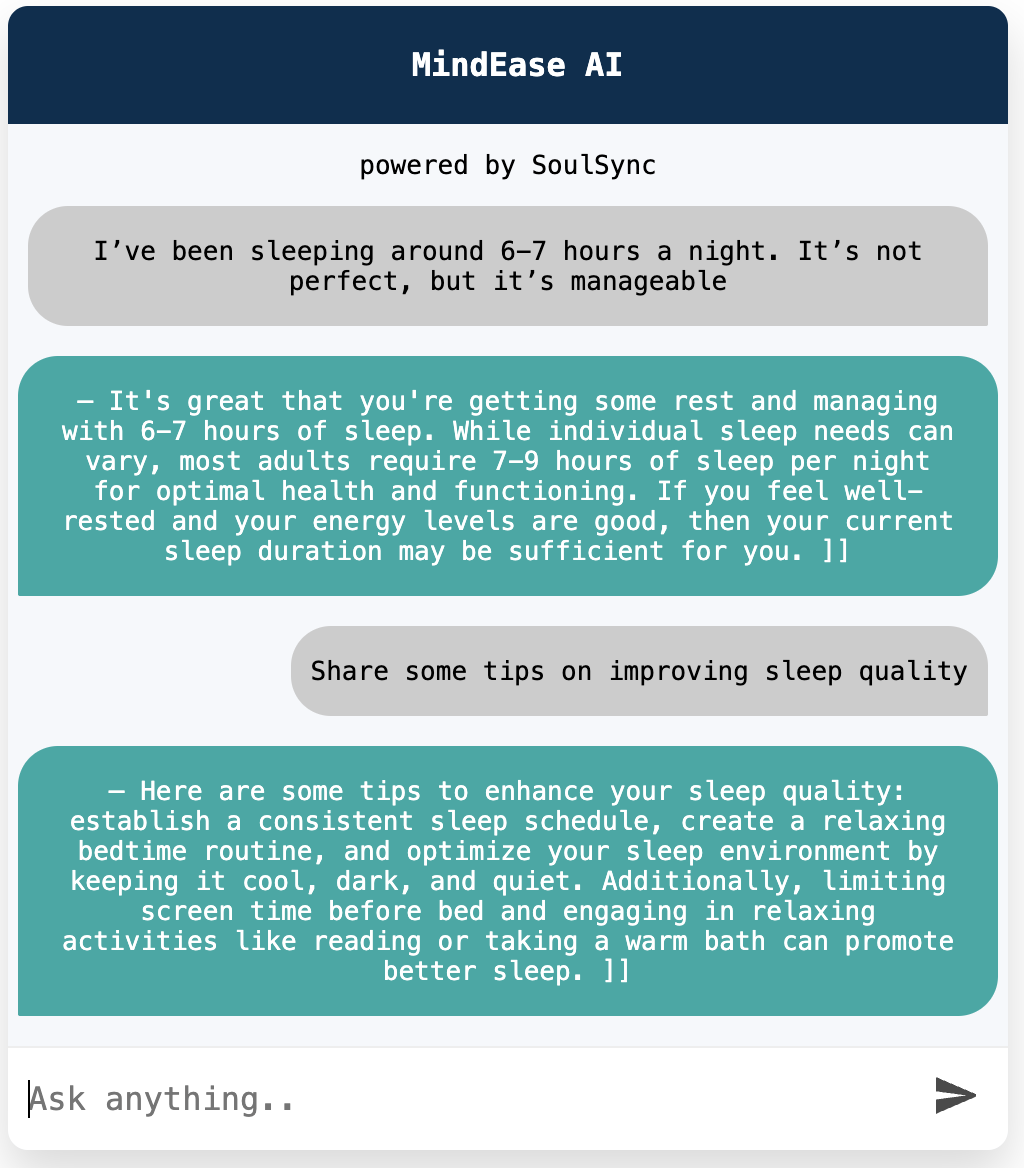 MindEase AI
powered by SoulSync
I’ve been sleeping around 6–7 hours a night. It’s not
perfect, but it’s manageable
– It's great that you're getting some rest and managing
with 6–7 hours of sleep. While individual sleep needs can
vary, most adults require 7–9 hours of sleep per night
for optimal health and functioning. If you feel well–
rested and your energy levels are good, then your current
sleep duration may be sufficient for you. ]]
Share some tips on improving sleep quality
– Here are some tips to enhance your sleep quality:
establish a consistent sleep schedule, create a relaxing
bedtime routine, and optimize your sleep environment by
keeping it cool, dark, and quiet. Additionally, limiting
screen time before bed and engaging in relaxing
activities like reading or taking a warm bath can promote
better sleep. ]]
Ask anything..